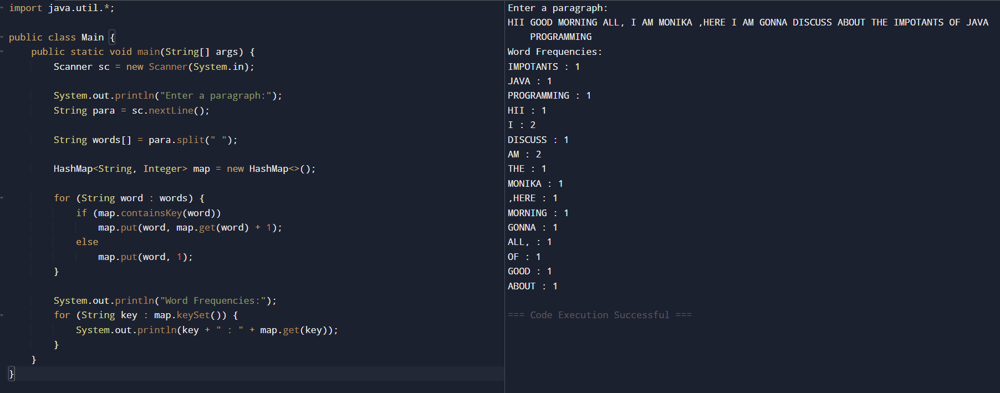 import java.util.*;
public class Main {
public static void main(String[] args) {
Scanner sc = new Scanner(System.in);
System.out.println("Enter a paragraph:");
String para = sc.nextLine();
String words[] = para.split(" ");
HashMap<String, Integer> map = new HashMap<>();
for (String word : words) {
if (map.containsKey(word))
map.put(word, map.get(word) + 1);
else
map.put(word, 1);
}
System.out.println("Word Frequencies:");
for (String key : map.keySet()) {
System.out.println(key + " : " + map.get(key));
}
}
}
Enter a paragraph:
HII GOOD MORNING ALL, I AM MONIKA ,HERE I AM GONNA DISCUSS ABOUT THE IMPOTANTS OF JAVA
PROGRAMMING
Word Frequencies:
IMPOTANTS : 1
JAVA : 1
PROGRAMMING : 1
HII : 1
I : 2
DISCUSS : 1
AM : 2
THE : 1
MONIKA : 1
,HERE : 1
MORNING : 1
GONNA : 1
ALL, : 1
OF : 1
GOOD : 1
ABOUT : 1
=== Code Execution Successful ===